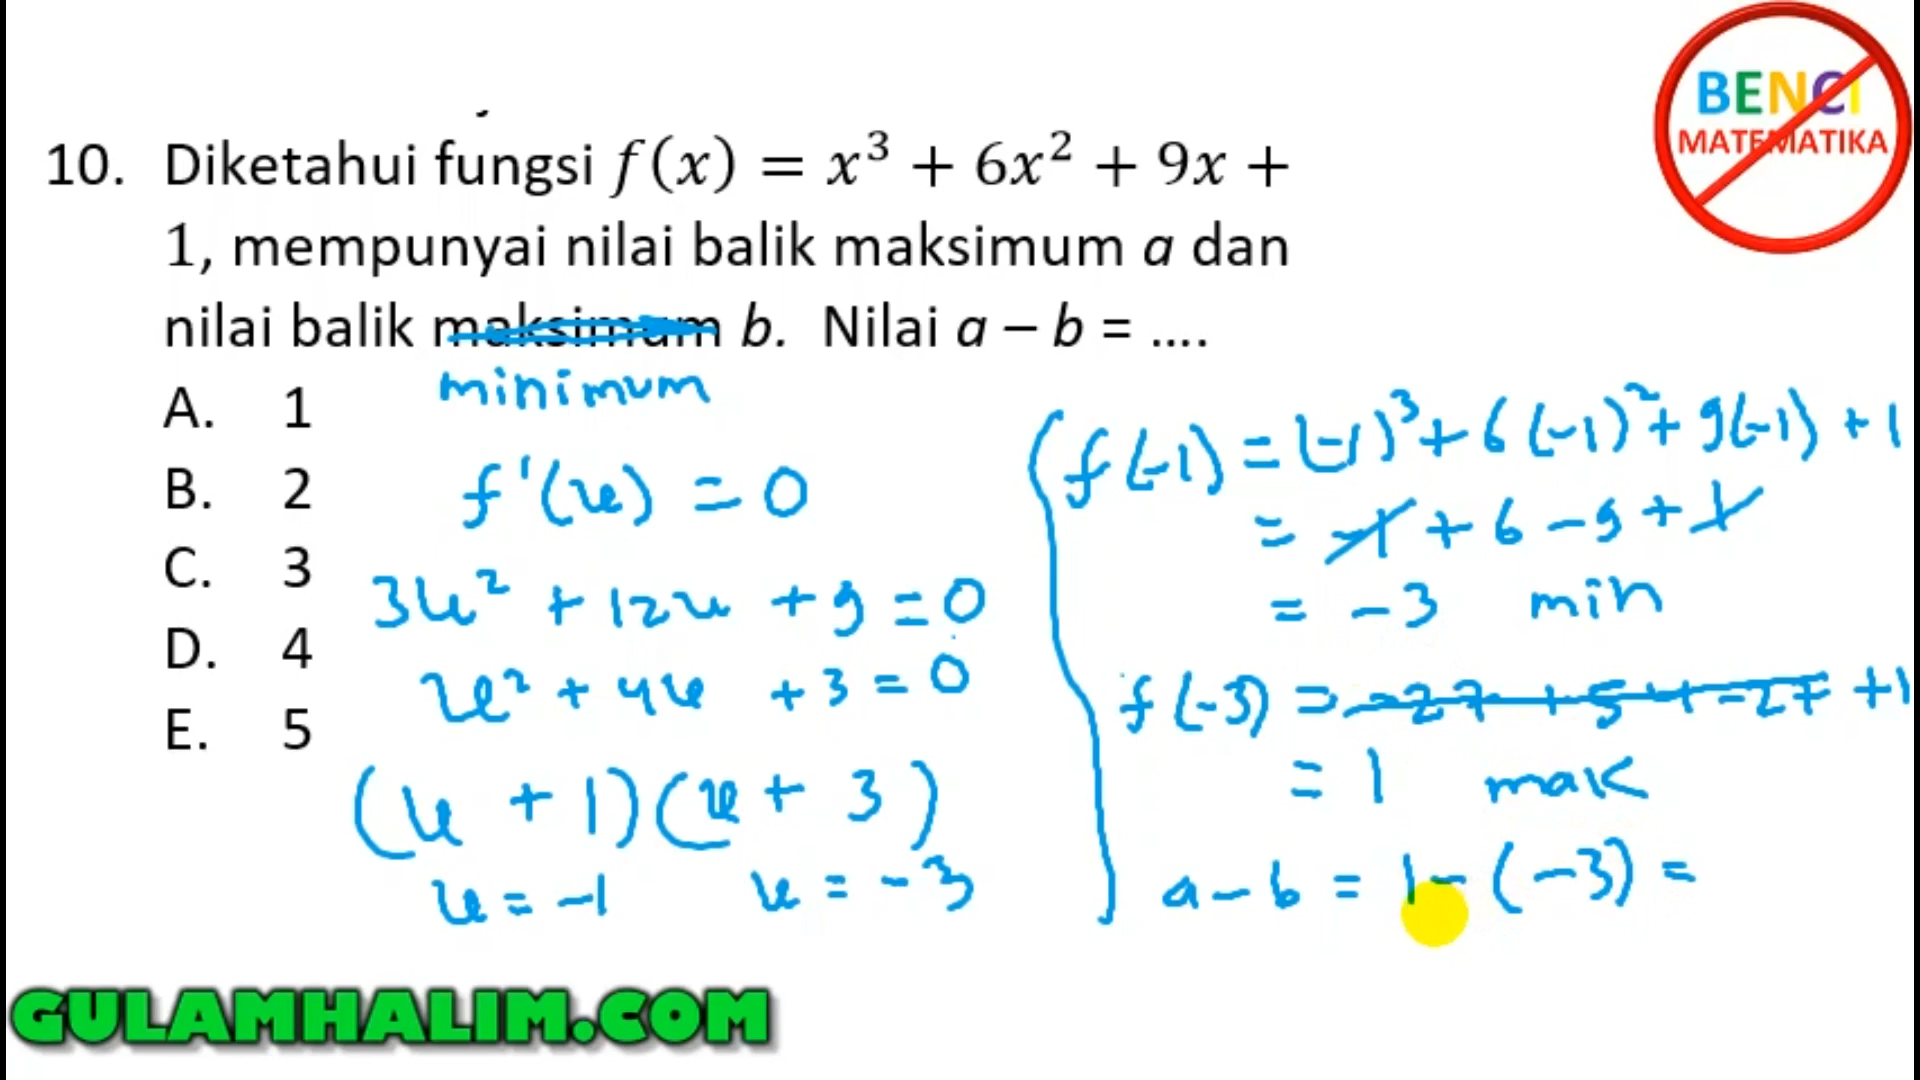 BENCI
MATEMATIKA
10. Diketahui fungsi f(x) = x³ + 6x² + 9x +
1, mempunyai nilai balik maksimum a dan
nilai balik maksimum b. Nilai a – b = ....
minimum
A. 1
B. 2
C. 3
D. 4
E. 5
f'(x) = 0
3x² + 12x + 9 = 0
x² + 4x + 3 = 0
(x + 1)(x + 3)
x = -1 x = -3
f(-1) = (-1)³ + 6(-1)² + 9(-1) + 1
= -1 + 6 - 9 + 1
= -3 min
f(-3) = -27 + 54 - 27 + 1
= 1 mak
a - b = 1 - (-3) =
GULAMHALIM.COM